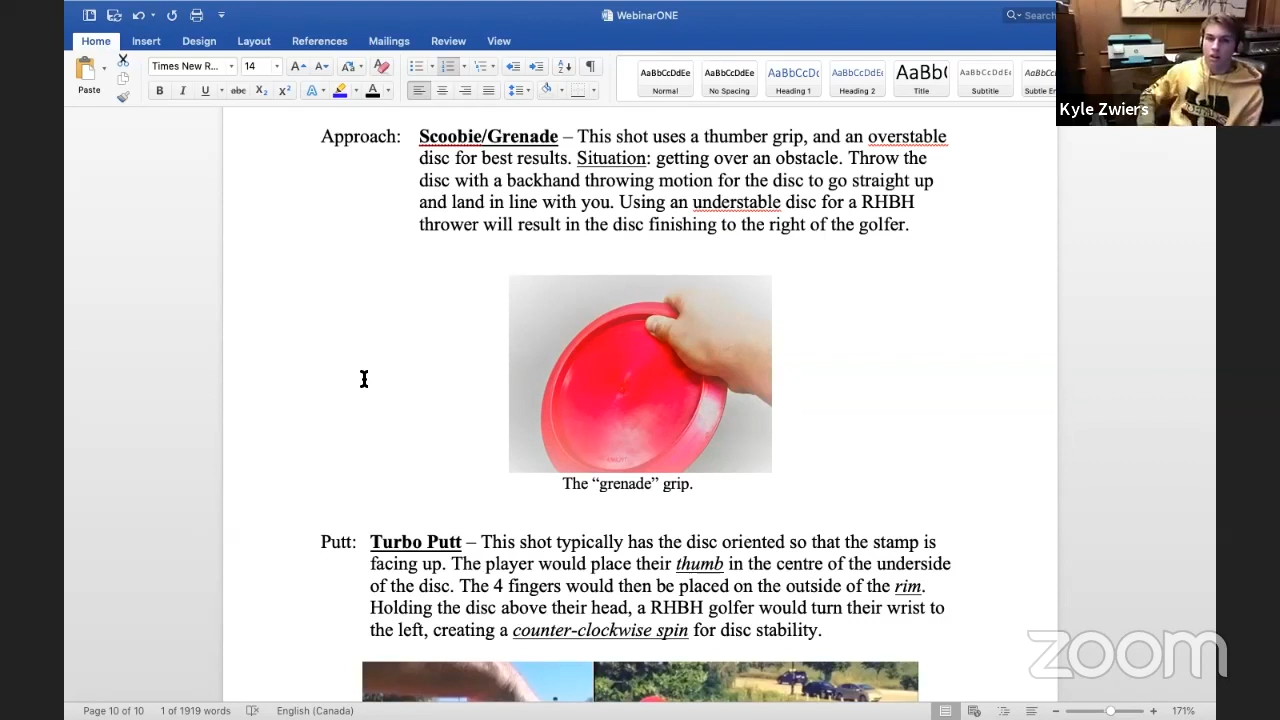 WebinarONE
Search
Home Insert Design Layout References Mailings Review View
Paste
Times New R... 14
AaBbCcDdEe AaBbCcDdEe AaBbCcDc AaBbCcDdEe AaBb( AaBbCcDdEe AaBbCcDdEe
Normal No Spacing Heading 1 Heading 2 Title Subtitle Subtle Em
Kyle Zwiers
Approach: Scoobie/Grenade – This shot uses a thumber grip, and an overstable
disc for best results. Situation: getting over an obstacle. Throw the
disc with a backhand throwing motion for the disc to go straight up
and land in line with you. Using an understable disc for a RHBH
thrower will result in the disc finishing to the right of the golfer.
The “grenade” grip.
Putt: Turbo Putt – This shot typically has the disc oriented so that the stamp is
facing up. The player would place their thumb in the centre of the underside
of the disc. The 4 fingers would then be placed on the outside of the rim.
Holding the disc above their head, a RHBH golfer would turn their wrist to
the left, creating a counter-clockwise spin for disc stability.
zoom
Page 10 of 10 1 of 1919 words English (Canada) 171%